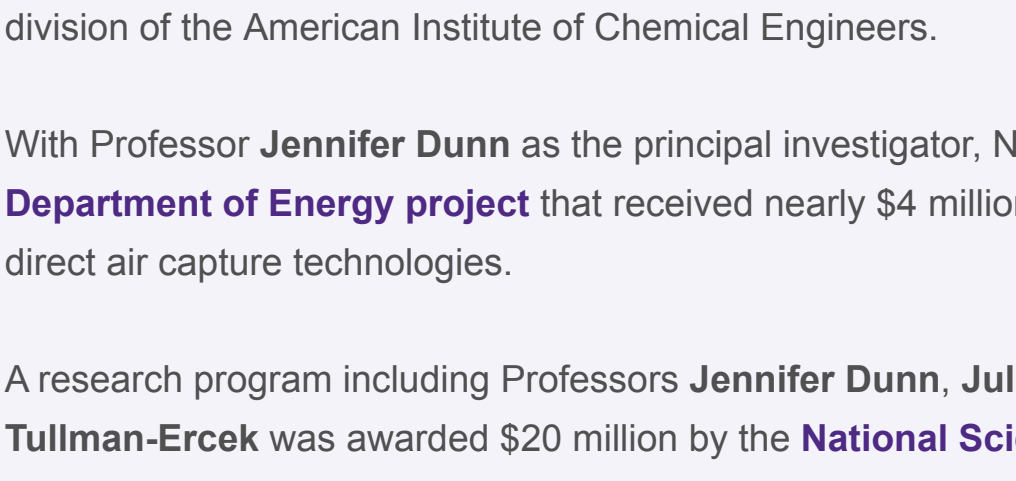 division of the American Institute of Chemical Engineers.
With Professor Jennifer Dunn as the principal investigator,
Department of Energy project that received nearly $4
direct air capture technologies.
A research program including Professors Jennifer Dunn,
Tullman-Ercek was awarded $20 million by the National